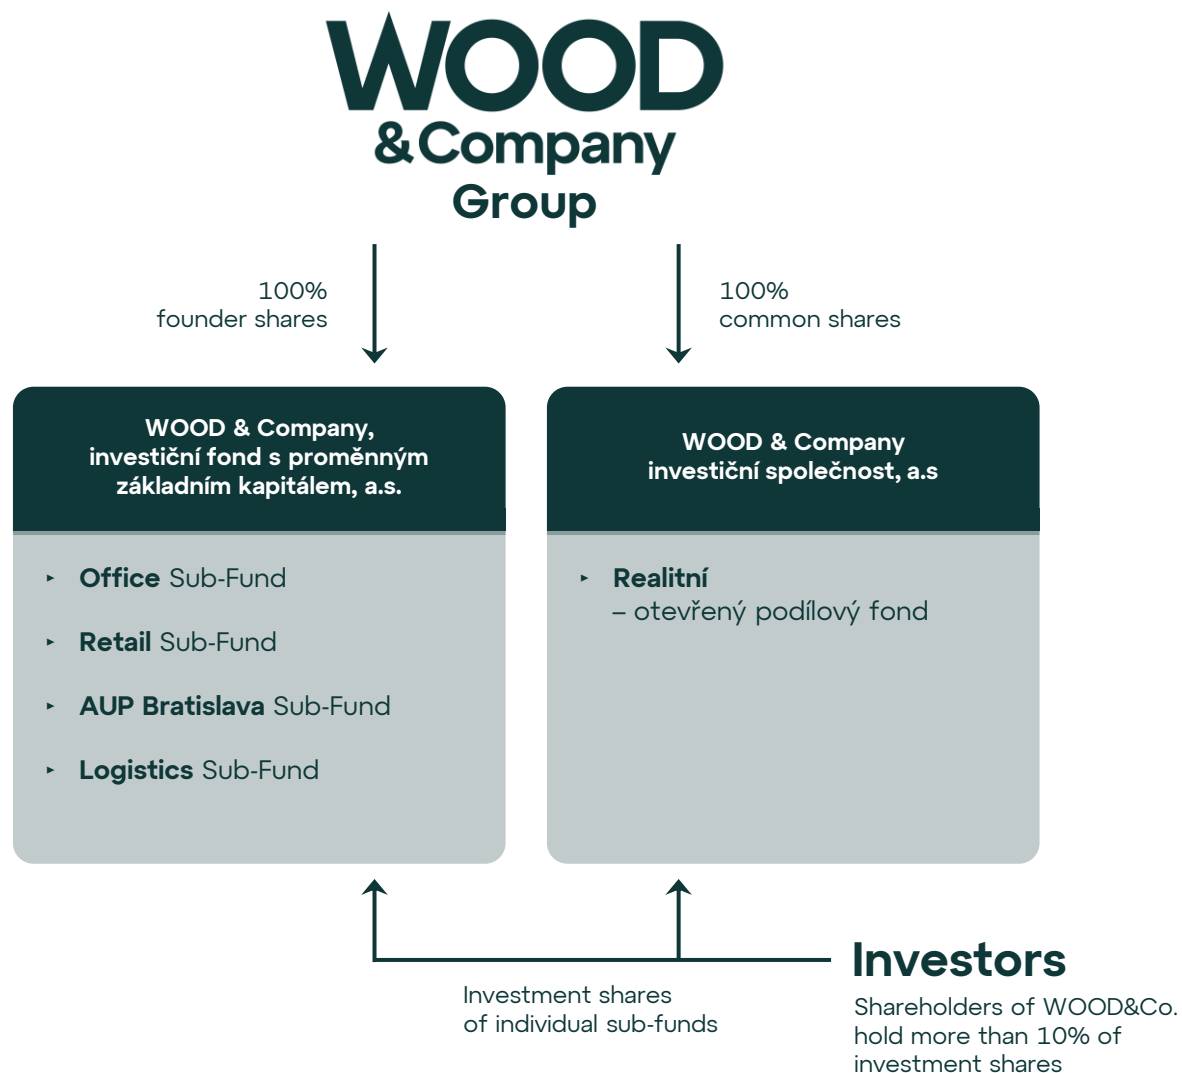 WOOD
& Company
Group
100%
founder shares
100%
common shares
WOOD & Company,
investiční fond s proměnným
základním kapitálem, a.s.
WOOD & Company
investiční společnost, a.s
‣ Office Sub-Fund
‣ Retail Sub-Fund
‣ AUP Bratislava Sub-Fund
‣ Logistics Sub-Fund
‣ Realitní
– otevřený podílový fond
Investment shares
of individual sub-funds
Investors
Shareholders of WOOD&Co.
hold more than 10% of
investment shares